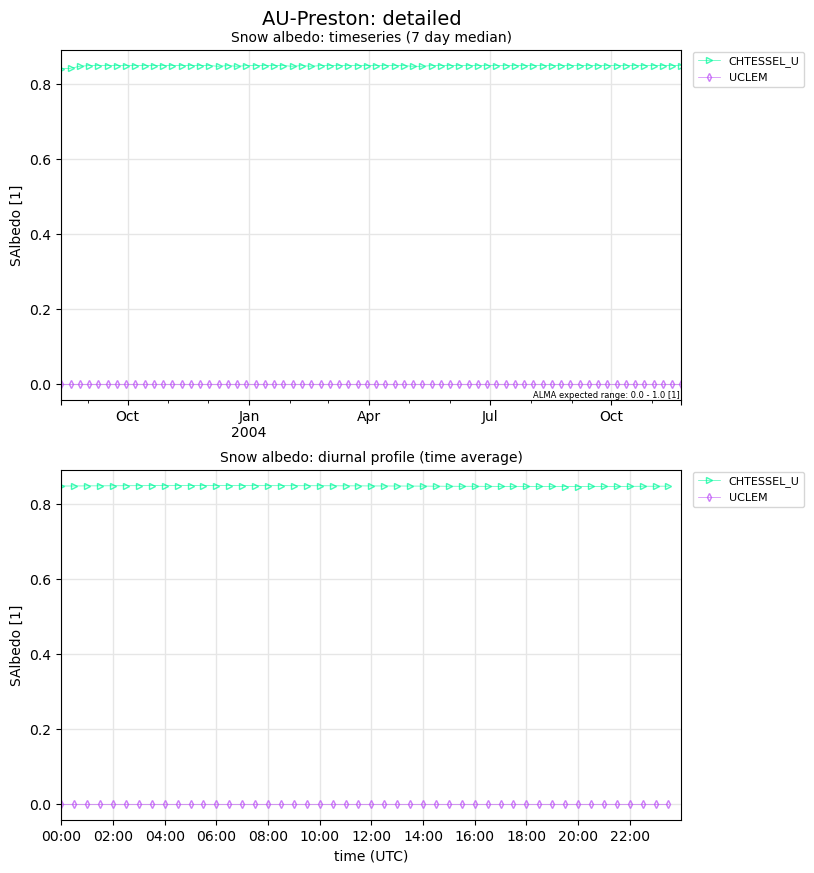 AU-Preston: detailed
Snow albedo: timeseries (7 day median)
0.8
0.6
0.4
0.2
0.0
SAlbedo [1]
CHTESSEL_U
UCLEM
ALMA expected range: 0.0 - 1.0 [1]
Oct Jan Apr Jul Oct
2004
Snow albedo: diurnal profile (time average)
0.8
0.6
0.4
0.2
0.0
SAlbedo [1]
CHTESSEL_U
UCLEM
00:00 02:00 04:00 06:00 08:00 10:00 12:00 14:00 16:00 18:00 20:00 22:00
time (UTC)